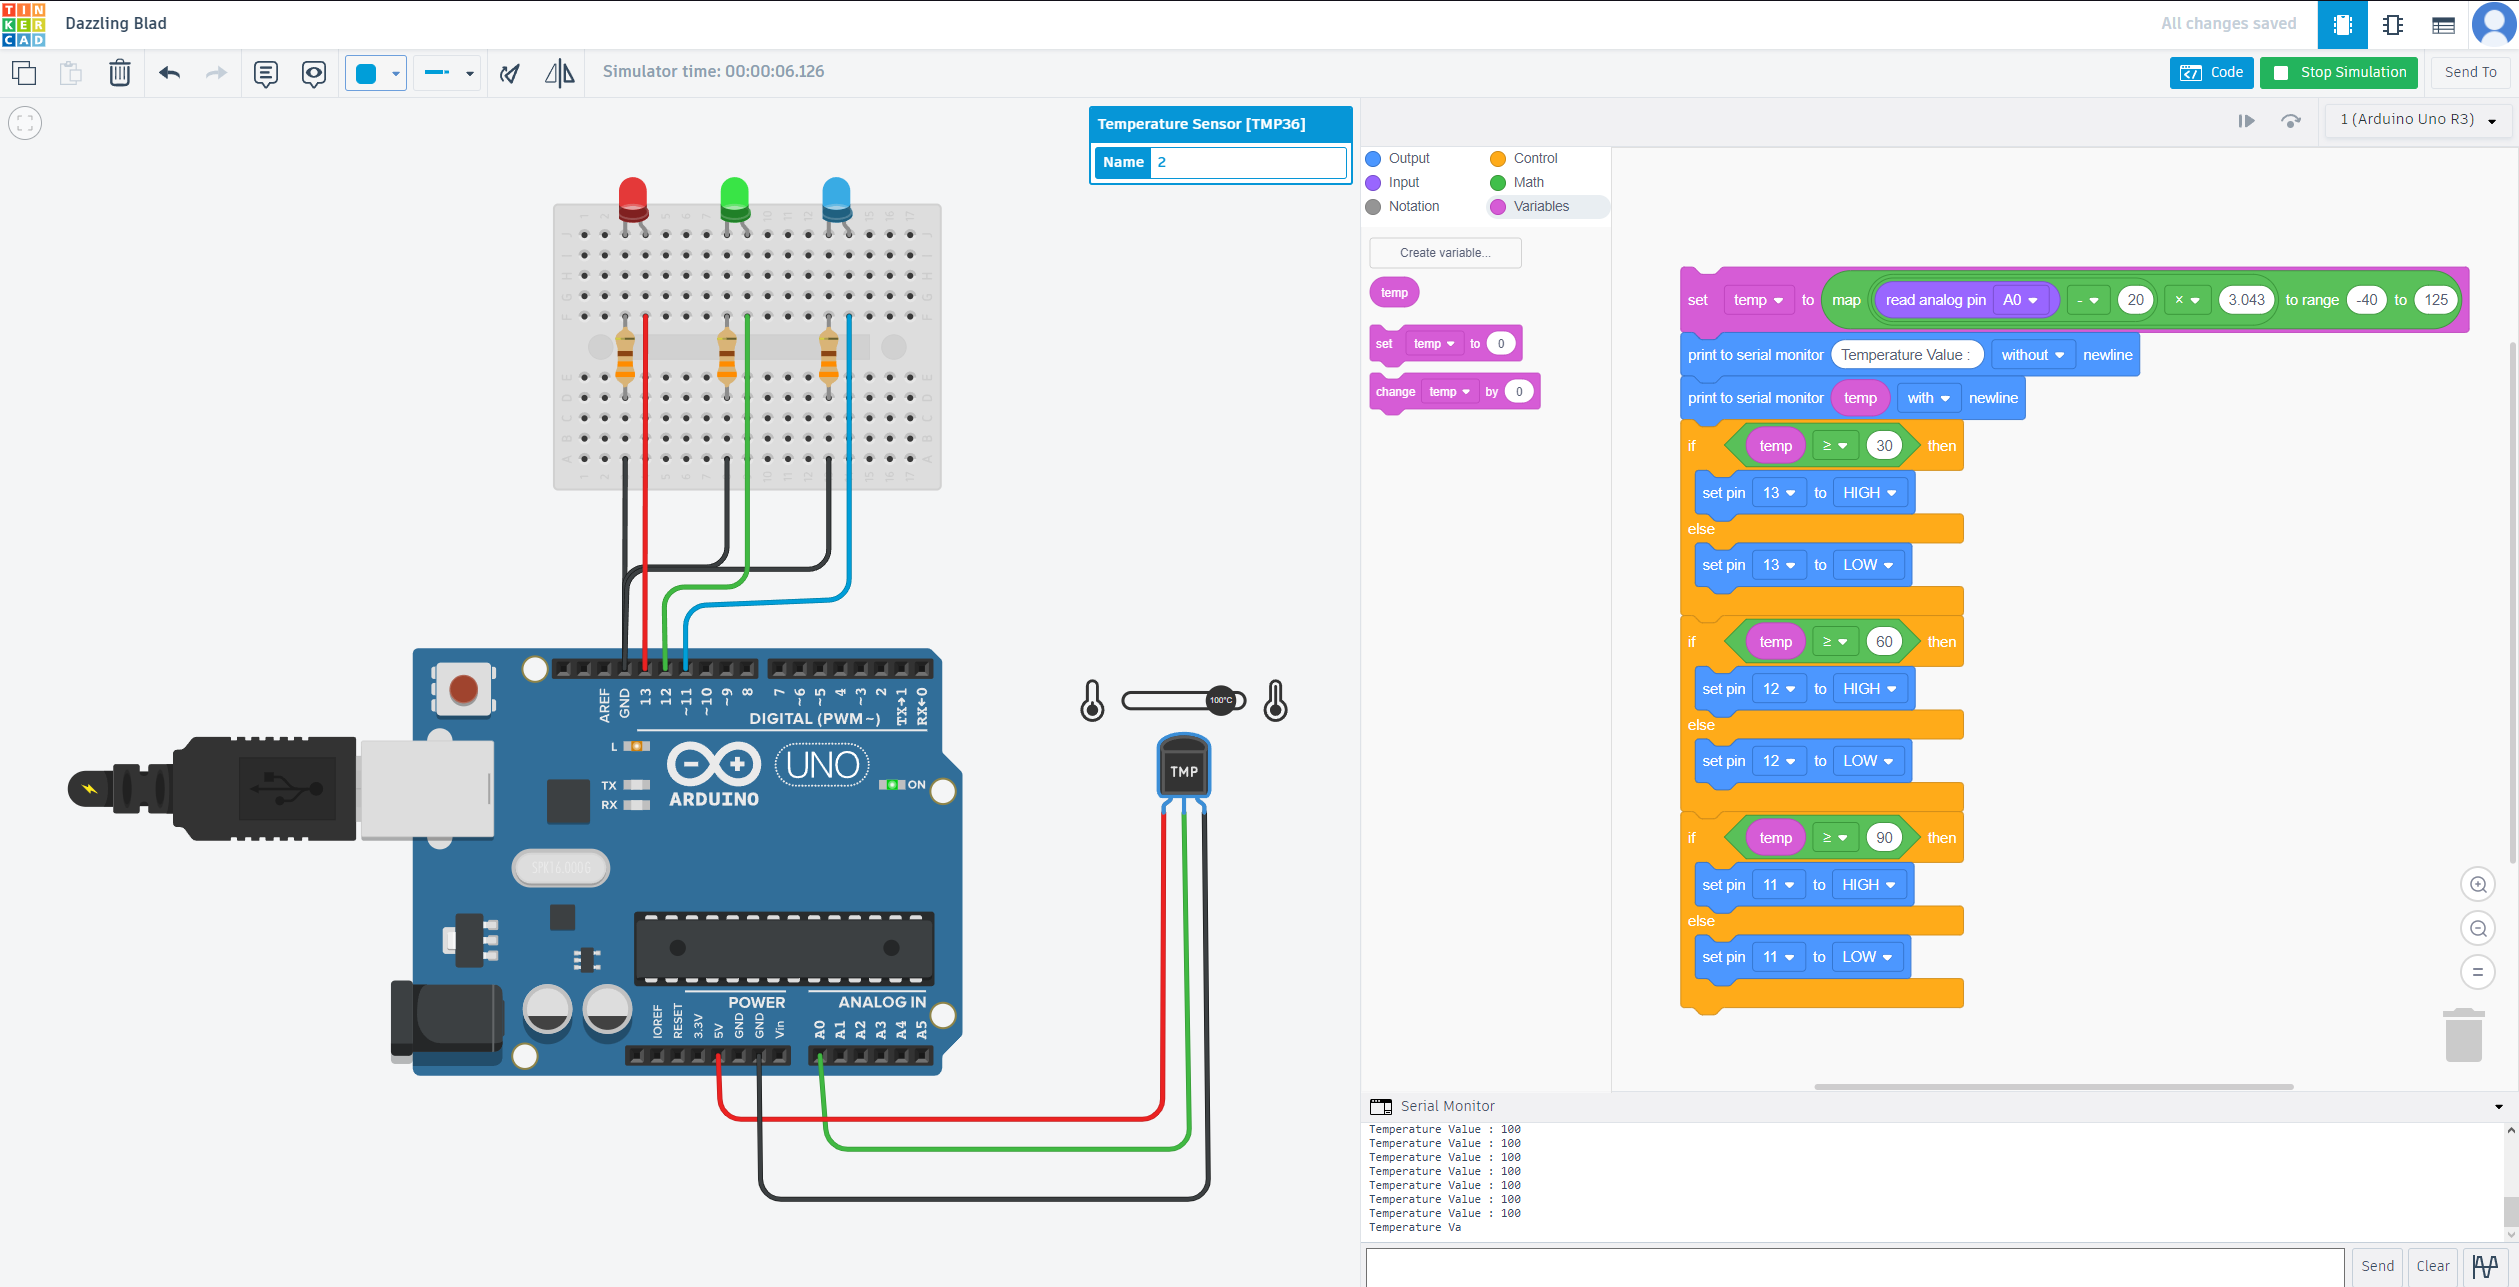 TIN
KER
CAD
Dazzling Blad
All changes saved
Simulator time: 00:00:06.126
Code
Stop Simulation
Send To
Temperature Sensor [TMP36]
Name 2
1 (Arduino Uno R3)
Output
Control
Input
Math
Notation
Variables
Create variable...
temp
set temp to 0
change temp by 0
set temp to map read analog pin A0 - 20 x 3.043 to range -40 to 125
print to serial monitor Temperature Value : without newline
print to serial monitor temp with newline
if temp ≥ 30 then
set pin 13 to HIGH
else
set pin 13 to LOW
if temp ≥ 60 then
set pin 12 to HIGH
else
set pin 12 to LOW
if temp ≥ 90 then
set pin 11 to HIGH
else
set pin 11 to LOW
AREF GND 13 12 ~11 ~10 ~9 8 7 ~6 ~5 4 ~3 2 TX→1 RX←0
DIGITAL (PWM ~)
L
TX
RX
UNO
ARDUINO
ON
SPK16.000G
100°C
TMP
POWER
ANALOG IN
IOREF RESET 3.3V 5V GND GND Vin A0 A1 A2 A3 A4 A5
Serial Monitor
Temperature Value : 100
Temperature Value : 100
Temperature Value : 100
Temperature Value : 100
Temperature Value : 100
Temperature Value : 100
Temperature Value : 100
Temperature Va
Send
Clear